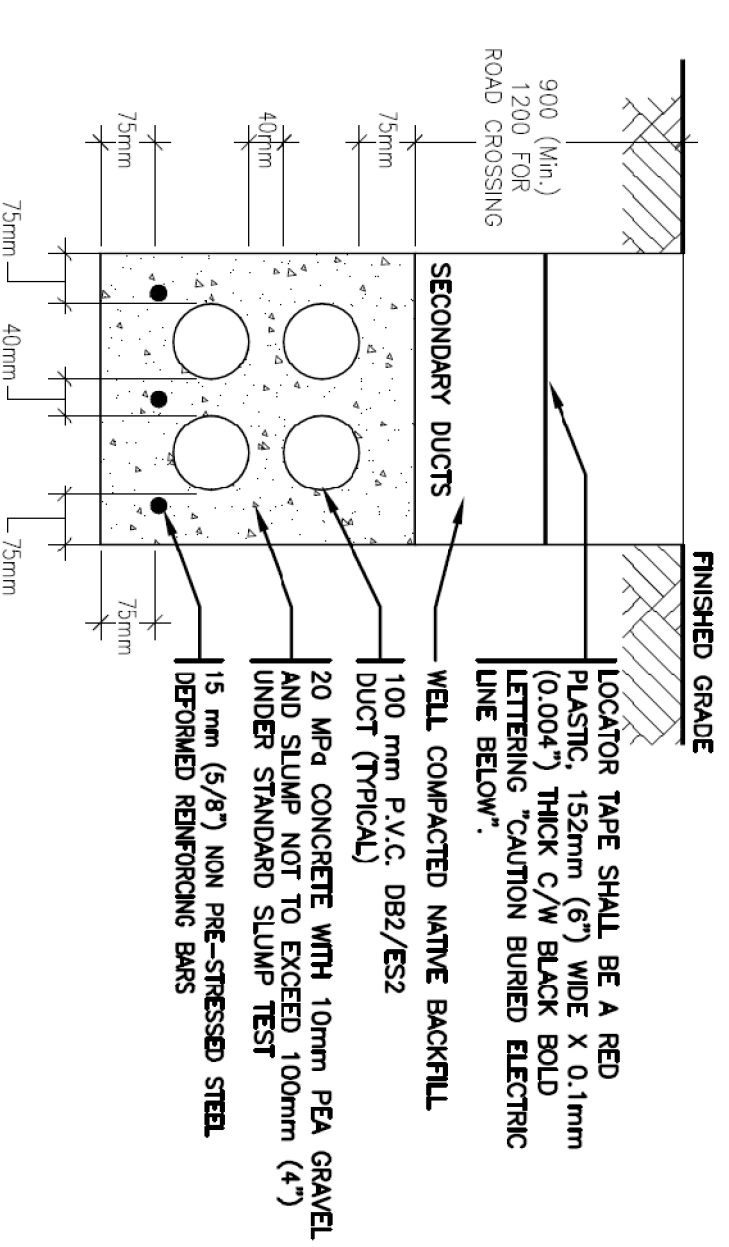 FINISHED GRADE
900 (Min.)
1200 FOR
ROAD CROSSING
LOCATOR TAPE SHALL BE A RED
PLASTIC, 152mm (6") WIDE X 0.1mm
(0.004") THICK C/W BLACK BOLD
LETTERING "CAUTION BURIED ELECTRIC
LINE BELOW".
SECONDARY DUCTS
WELL COMPACTED NATIVE BACKFILL
75mm
100 mm P.V.C. DB2/ES2
DUCT (TYPICAL)
40mm
20 MPa CONCRETE WITH 10mm PEA GRAVEL
AND SLUMP NOT TO EXCEED 100mm (4")
UNDER STANDARD SLUMP TEST
75mm
75mm
15 mm (5/8") NON PRE-STRESSED STEEL
DEFORMED REINFORCING BARS
75mm
40mm
75mm